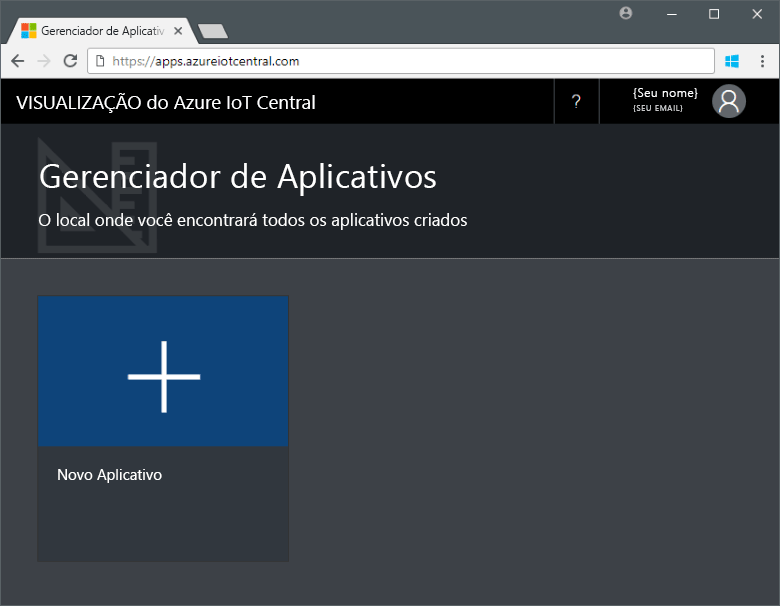 Gerenciador de Aplicativ
https://apps.azureiotcentral.com
VISUALIZAÇÃO do Azure IoT Central
?
{Seu nome}
{SEU EMAIL}
Gerenciador de Aplicativos
O local onde você encontrará todos os aplicativos criados
Novo Aplicativo